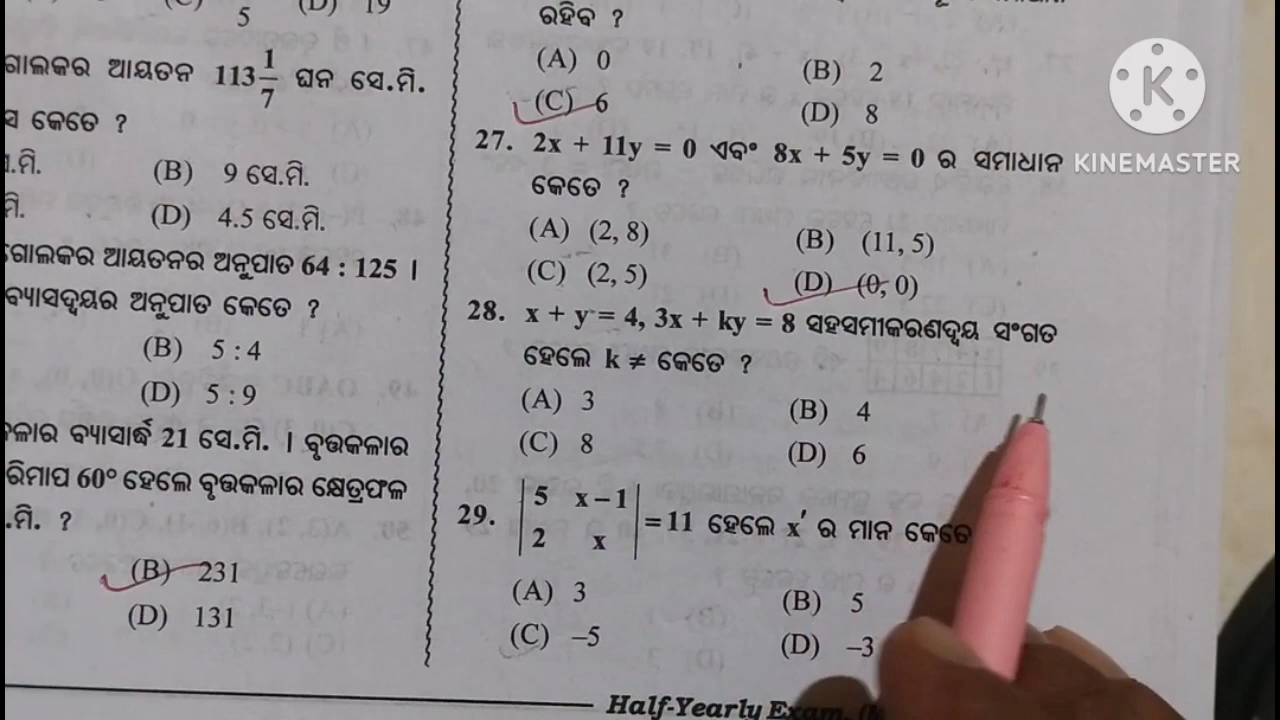 5 (D) 19
ଗୋଲକର ଆୟତନ 113 1/7 ଘନ ସେ.ମି.
କେତେ ?
(B) 9 ସେ.ମି.
(D) 4.5 ସେ.ମି.
ଗୋଲକର ଆୟତନର ଅନୁପାତ 64 : 125 ।
ବ୍ୟାସଦ୍ୱୟର ଅନୁପାତ କେତେ ?
(B) 5 : 4
(D) 5 : 9
ବ୍ୟାସାର୍ଦ୍ଧ 21 ସେ.ମି. । ବୃତ୍ତକଳାର
60° ହେଲେ ବୃତ୍ତକଳାର କ୍ଷେତ୍ରଫଳ
.ମି. ?
(B) 231
(D) 131
ରହିବ ?
(A) 0 (B) 2
(C) 6 (D) 8
27. 2x + 11y = 0 ଏବଂ 8x + 5y = 0 ର ସମାଧାନ
କେତେ ?
(A) (2, 8) (B) (11, 5)
(C) (2, 5) (D) (0, 0)
28. x + y = 4, 3x + ky = 8 ସହସମୀକରଣଦ୍ୱୟ ସଂଗତ
ହେଲେ k ≠ କେତେ ?
(A) 3 (B) 4
(C) 8 (D) 6
29. |5 x – 1|
|2 x| = 11 ହେଲେ x' ର ମାନ କେତେ
(A) 3 (B) 5
(C) –5 (D) –3
Half-Yearly Exam.
K
KINEMASTER